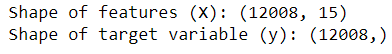 Shape of features (X): (12008, 15)
Shape of target variable (y): (12008,)